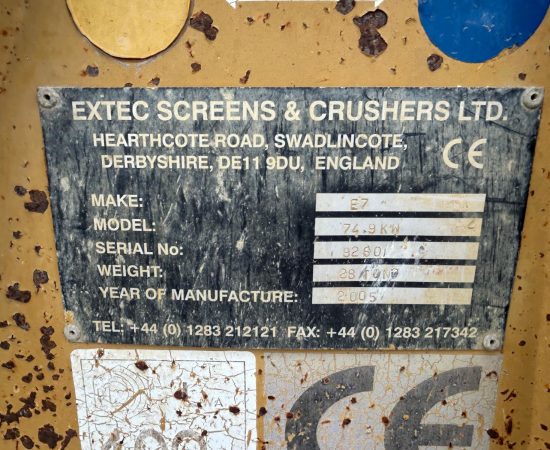 EXTEC SCREENS & CRUSHERS LTD.
HEARTHCOTE ROAD, SWADLINCOTE,
DERBYSHIRE, DE11 9DU, ENGLAND
CE
MAKE: E7
MODEL: 74.9KW
SERIAL No:
WEIGHT:
YEAR OF MANUFACTURE: 2005
TEL: +44 (0) 1283 212121 FAX: +44 (0) 1283 217342
CE